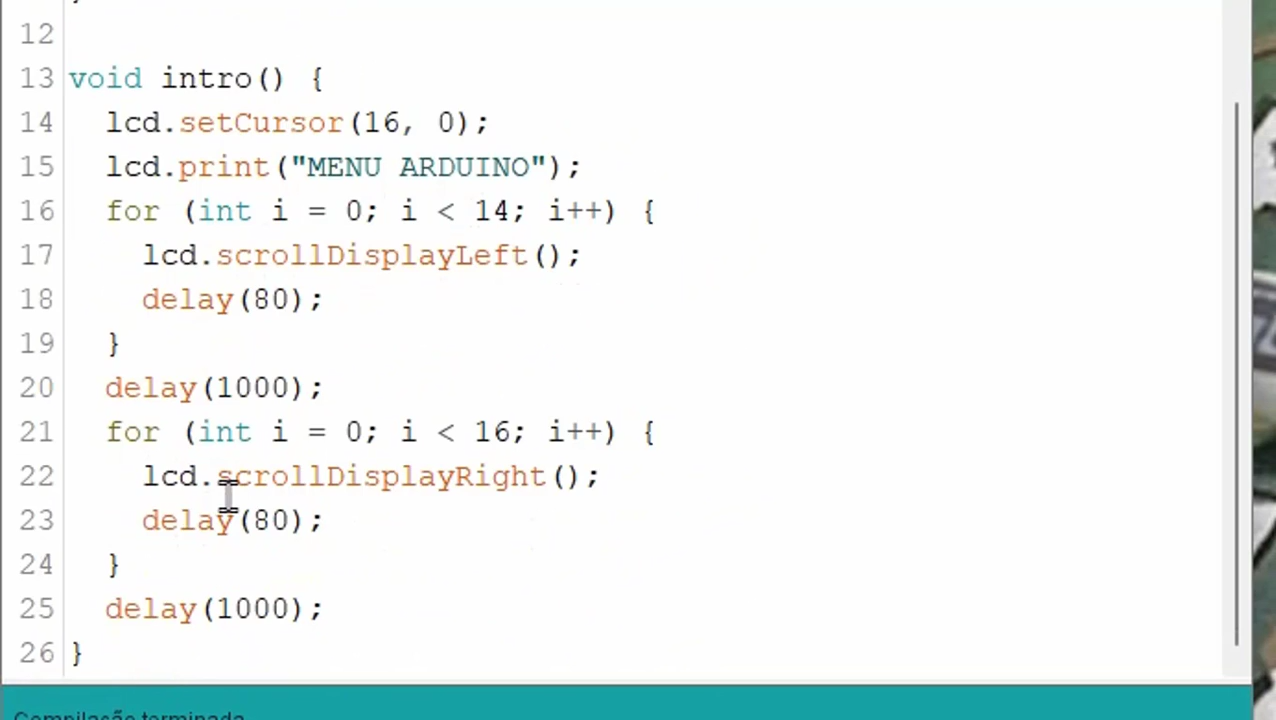 12
13 void intro() {
14   lcd.setCursor(16, 0);
15   lcd.print("MENU ARDUINO");
16   for (int i = 0; i < 14; i++) {
17     lcd.scrollDisplayLeft();
18     delay(80);
19   }
20   delay(1000);
21   for (int i = 0; i < 16; i++) {
22     lcd.scrollDisplayRight();
23     delay(80);
24   }
25   delay(1000);
26 }
Compilação terminada